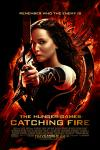 REMEMBER WHO THE ENEMY IS
THE HUNGER GAMES
CATCHING FIRE